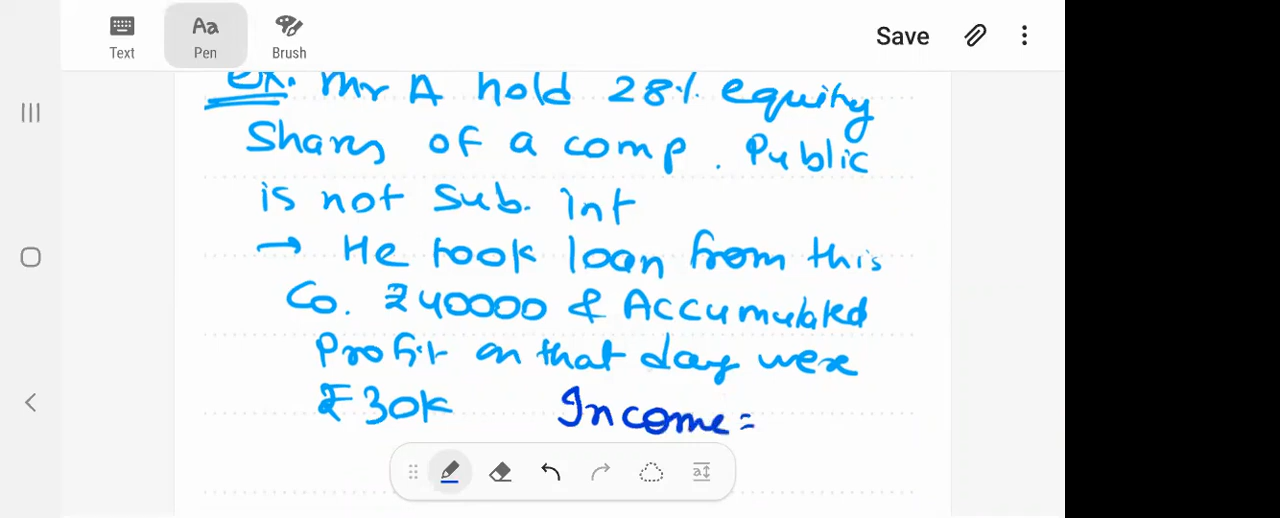 Text
Pen
Brush
Save
Ex. Mr A hold 28% equity
Shares of a comp. Public
is not Sub. Int
→ He took loan from this
Co. ₹40000 & Accumulated
Profit on that day were
₹30K Income =